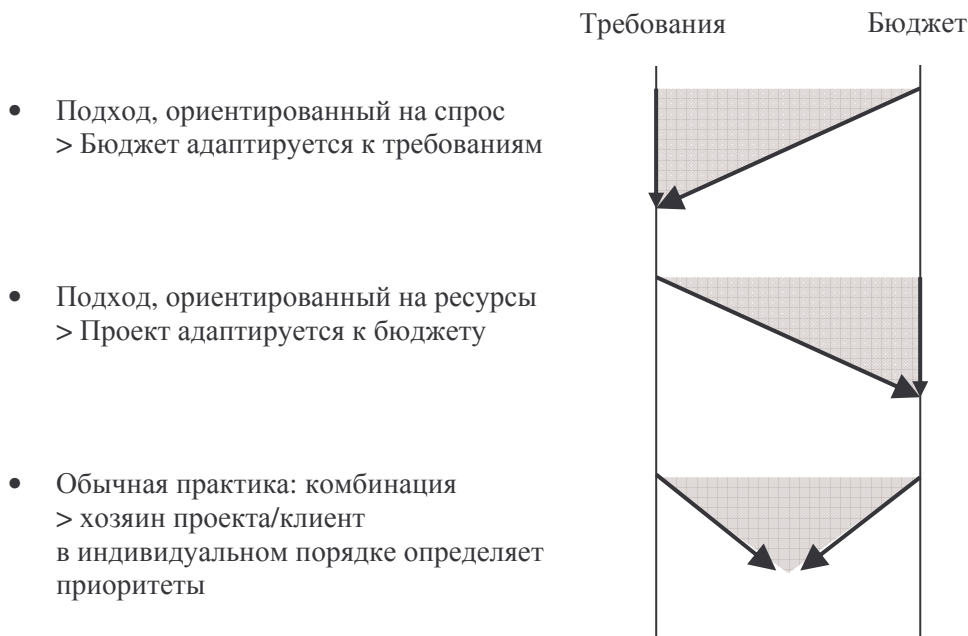 Требования Бюджет
• Подход, ориентированный на спрос
> Бюджет адаптируется к требованиям
• Подход, ориентированный на ресурсы
> Проект адаптируется к бюджету
• Обычная практика: комбинация
> хозяин проекта/клиент
в индивидуальном порядке определяет
приоритеты